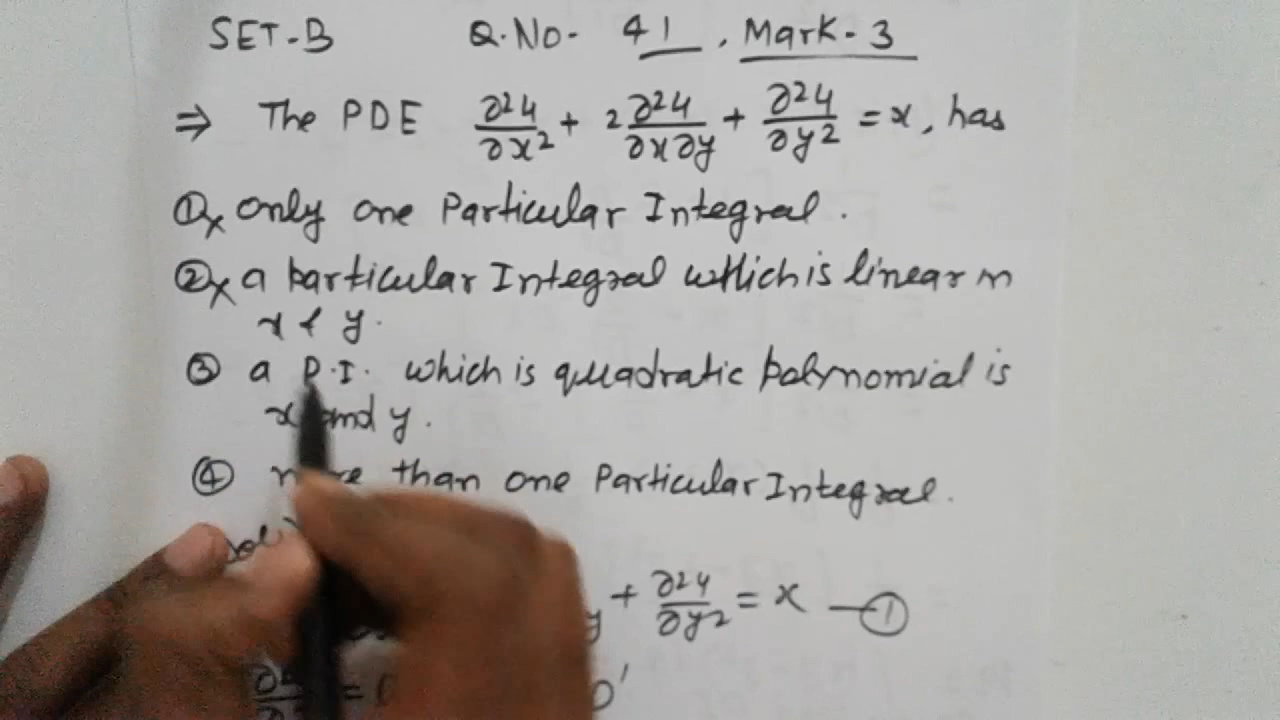 SET-B Q.No- 41, Mark-3
⇒ The PDE ∂²u/∂x² + 2 ∂²u/∂x∂y + ∂²u/∂y² = x, has
①x only one Particular Integral.
②x a particular Integral which is linear in
x & y.
③ a P.I. which is quadratic polynomial is
x and y.
④ more than one Particular Integral.
y + ∂²u/∂y² = x —①